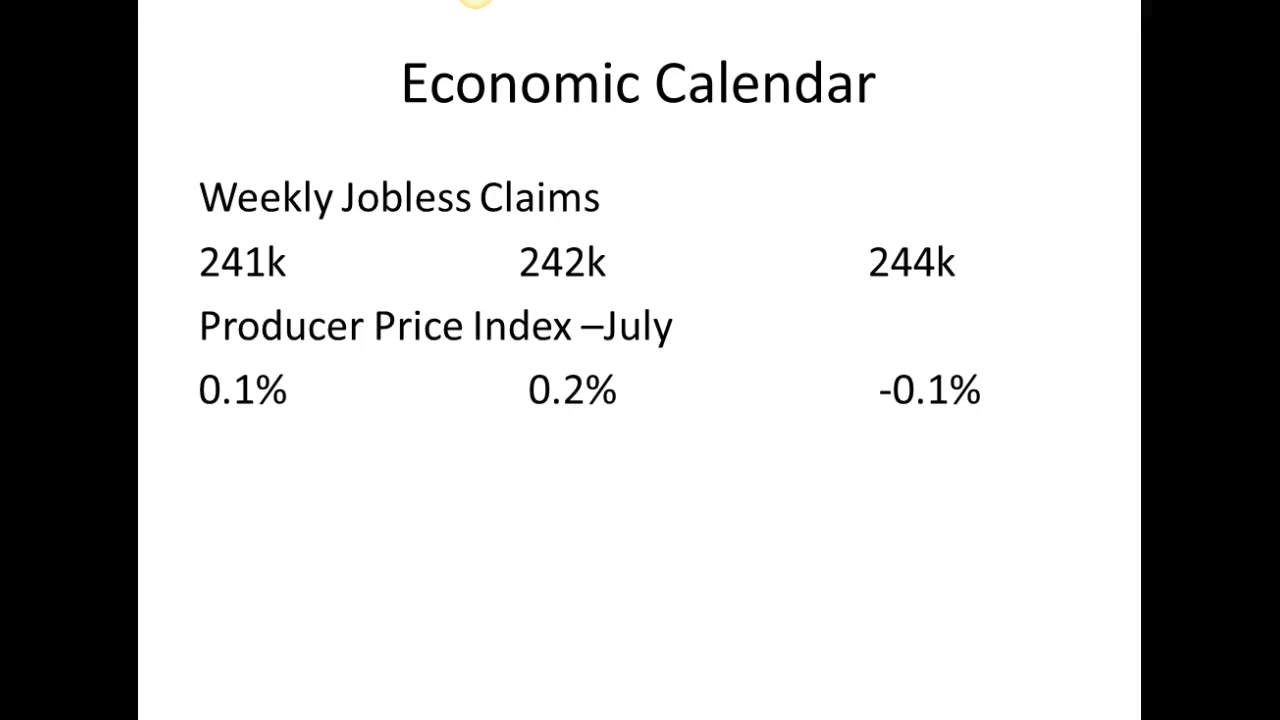 Economic Calendar
Weekly Jobless Claims
241k 242k 244k
Producer Price Index –July
0.1% 0.2% -0.1%